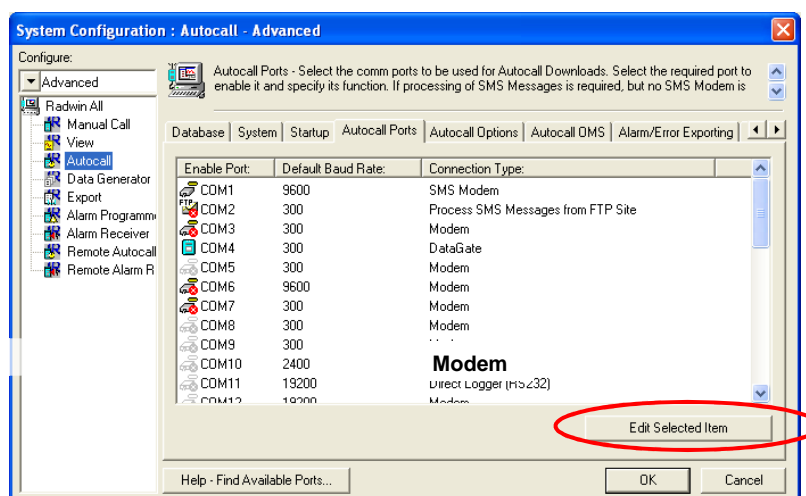 System Configuration : Autocall - Advanced
Configure:
Advanced
Radwin All
Manual Call
View
Autocall
Data Generator
Export
Alarm Programm
Alarm Receiver
Remote Autocall
Remote Alarm R
Autocall Ports - Select the comm ports to be used for Autocall Downloads. Select the required port to
enable it and specify its function. If processing of SMS Messages is required, but no SMS Modem is
Database System Startup Autocall Ports Autocall Options Autocall OMS Alarm/Error Exporting
Enable Port: Default Baud Rate: Connection Type:
COM1 9600 SMS Modem
FTP COM2 300 Process SMS Messages from FTP Site
COM3 300 Modem
COM4 300 DataGate
COM5 300 Modem
COM6 9600 Modem
COM7 300 Modem
COM8 300 Modem
COM9 300
COM10 2400 Modem
COM11 19200 Direct Logger (RS232)
COM12 19200 Modem
Edit Selected Item
Help - Find Available Ports...
OK Cancel